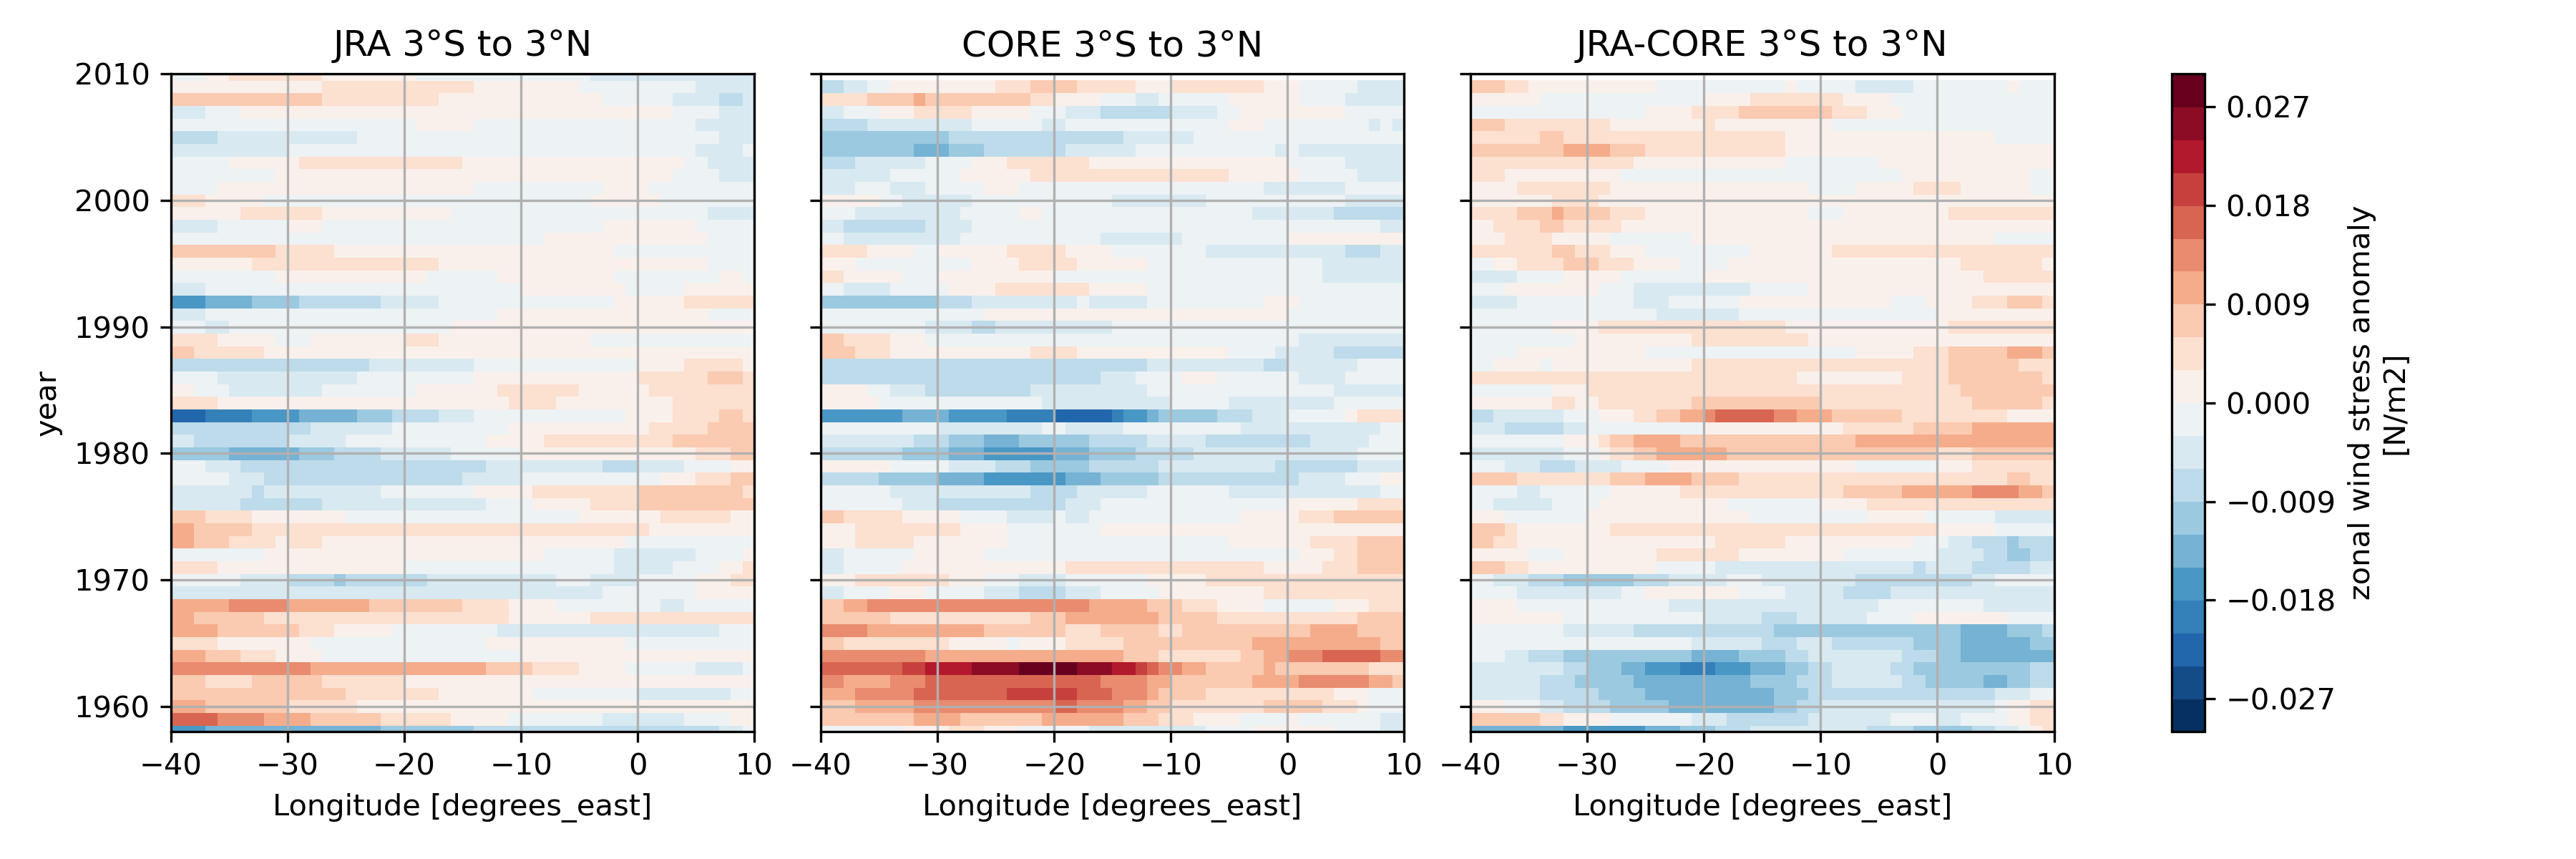 JRA 3°S to 3°N
CORE 3°S to 3°N
JRA-CORE 3°S to 3°N
2010
2000
1990
1980
1970
1960
year
−40 −30 −20 −10 0 10
−40 −30 −20 −10 0 10
−40 −30 −20 −10 0 10
Longitude [degrees_east]
Longitude [degrees_east]
Longitude [degrees_east]
0.027
0.018
0.009
0.000
−0.009
−0.018
−0.027
zonal wind stress anomaly
[N/m2]